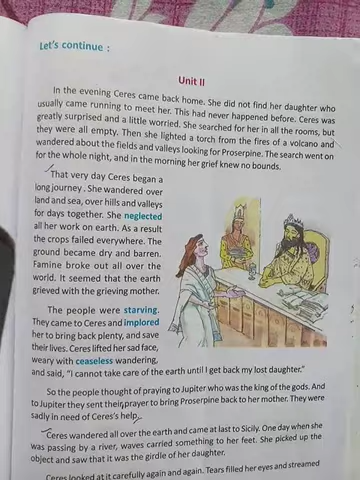 Let's continue :
Unit II
In the evening Ceres came back home. She did not find her daughter who
usually came running to meet her. This had never happened before. Ceres was
greatly surprised and a little worried. She searched for her in all the rooms, but
they were all empty. Then she lighted a torch from the fires of a volcano and
wandered about the fields and valleys looking for Proserpine. The search went on
for the whole night, and in the morning her grief knew no bounds.
That very day Ceres began a
long journey. She wandered over
land and sea, over hills and valleys
for days together. She neglected
all her work on earth. As a result
the crops failed everywhere. The
ground became dry and barren.
Famine broke out all over the
world. It seemed that the earth
grieved with the grieving mother.
The people were starving.
They came to Ceres and implored
her to bring back plenty, and save
their lives. Ceres lifted her sad face,
weary with ceaseless wandering,
and said, "I cannot take care of the earth until I get back my lost daughter."
So the people thought of praying to Jupiter who was the king of the gods. And
to Jupiter they sent their prayer to bring Proserpine back to her mother. They were
sadly in need of Ceres's help.
Ceres wandered all over the earth and came at last to Sicily. One day when she
was passing by a river, waves carried something to her feet. She picked up the
object and saw that it was the girdle of her daughter.
Ceres looked at it carefully again and again. Tears filled her eyes and streamed